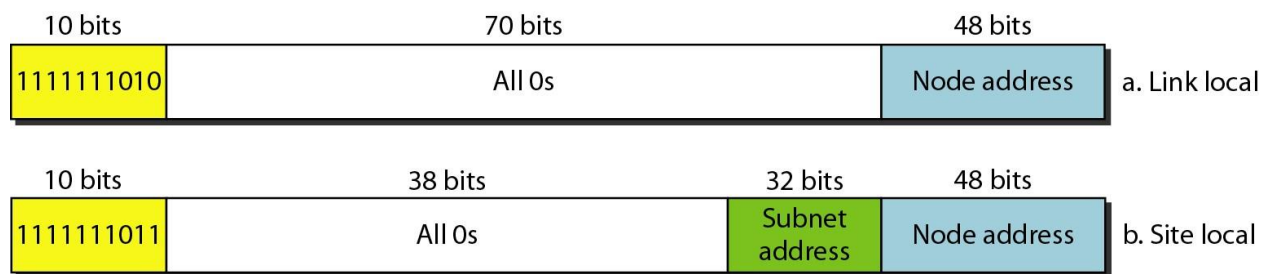 10 bits 70 bits 48 bits
1111111010 All 0s Node address a. Link local
10 bits 38 bits 32 bits 48 bits
1111111011 All 0s Subnet address Node address b. Site local